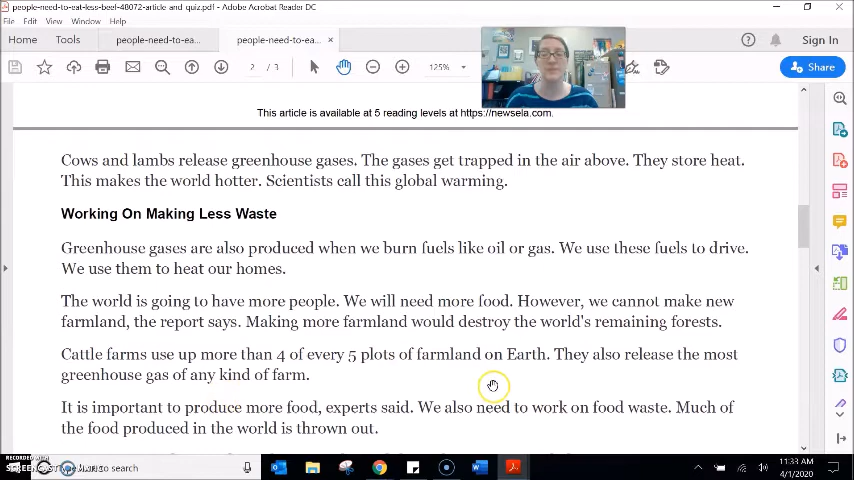 people-need-to-eat-less-beef-48072-article and quiz.pdf - Adobe Acrobat Reader DC
File Edit View Window Help
Home Tools people-need-to-ea... people-need-to-ea... × Sign In
2 / 3 125% Share
This article is available at 5 reading levels at https://newsela.com.
Cows and lambs release greenhouse gases. The gases get trapped in the air above. They store heat.
This makes the world hotter. Scientists call this global warming.
Working On Making Less Waste
Greenhouse gases are also produced when we burn fuels like oil or gas. We use these fuels to drive.
We use them to heat our homes.
The world is going to have more people. We will need more food. However, we cannot make new
farmland, the report says. Making more farmland would destroy the world's remaining forests.
Cattle farms use up more than 4 of every 5 plots of farmland on Earth. They also release the most
greenhouse gas of any kind of farm.
It is important to produce more food, experts said. We also need to work on food waste. Much of
the food produced in the world is thrown out.
RECORDED WITH
to search
11:33 AM
4/1/2020